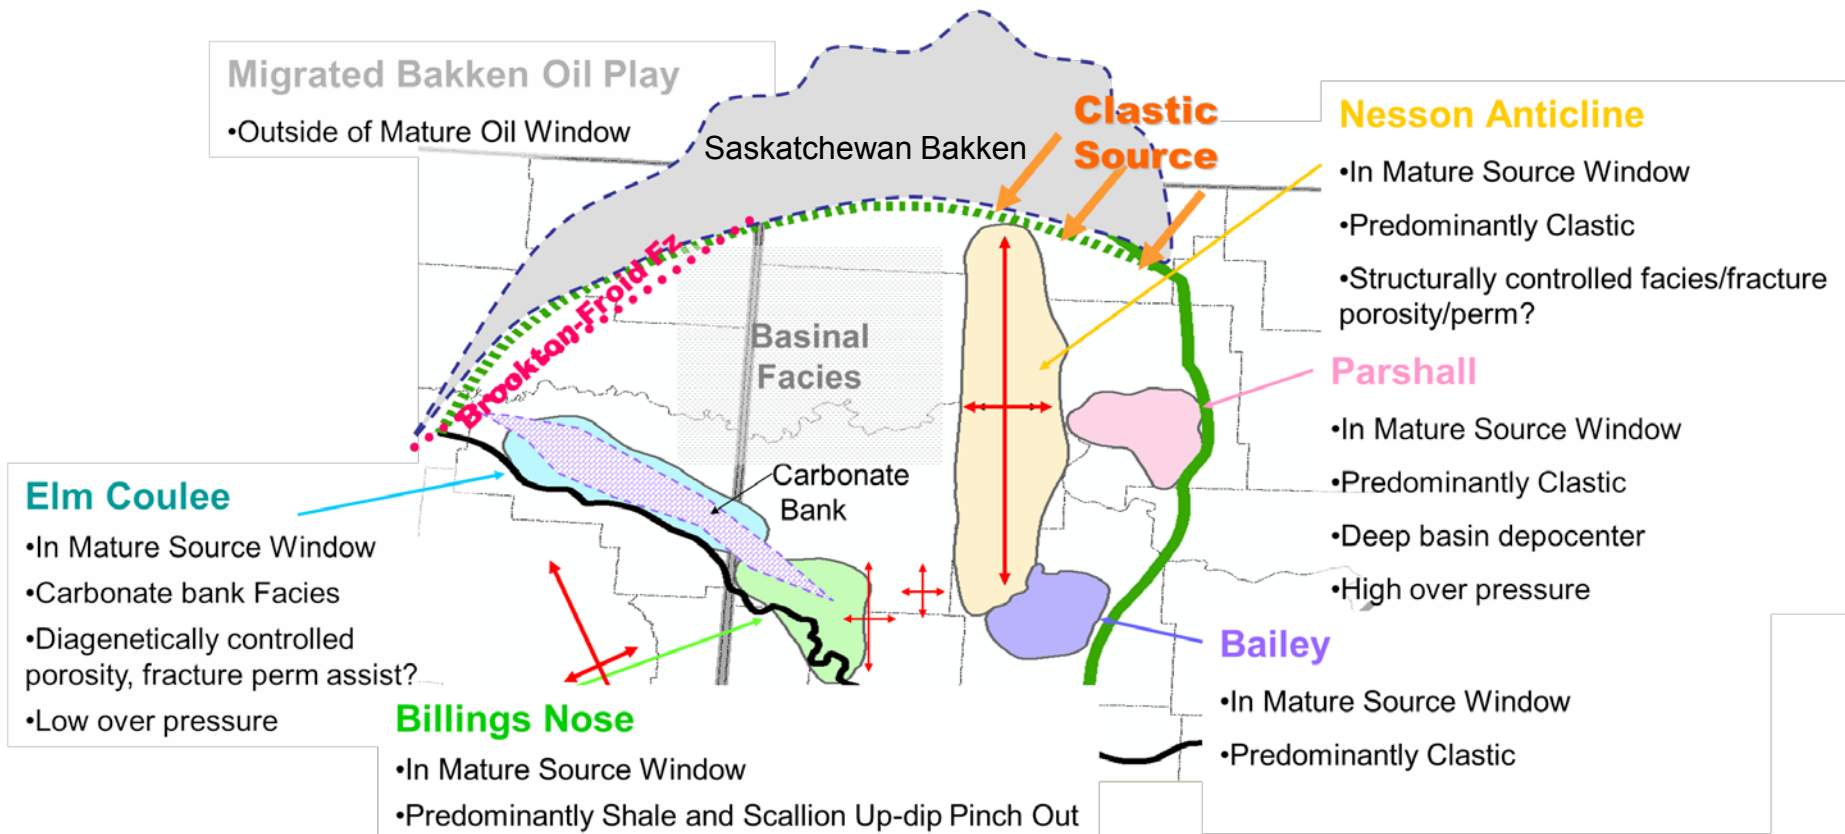 Migrated Bakken Oil Play
•Outside of Mature Oil Window
Saskatchewan Bakken
Clastic
Source
Nesson Anticline
•In Mature Source Window
•Predominantly Clastic
•Structurally controlled facies/fracture
porosity/perm?
Brockton-Froid Fz
Basinal
Facies
Parshall
•In Mature Source Window
•Predominantly Clastic
•Deep basin depocenter
•High over pressure
Carbonate
Bank
Elm Coulee
•In Mature Source Window
•Carbonate bank Facies
•Diagenetically controlled
porosity, fracture perm assist?
•Low over pressure
Bailey
•In Mature Source Window
•Predominantly Clastic
Billings Nose
•In Mature Source Window
•Predominantly Shale and Scallion Up-dip Pinch Out